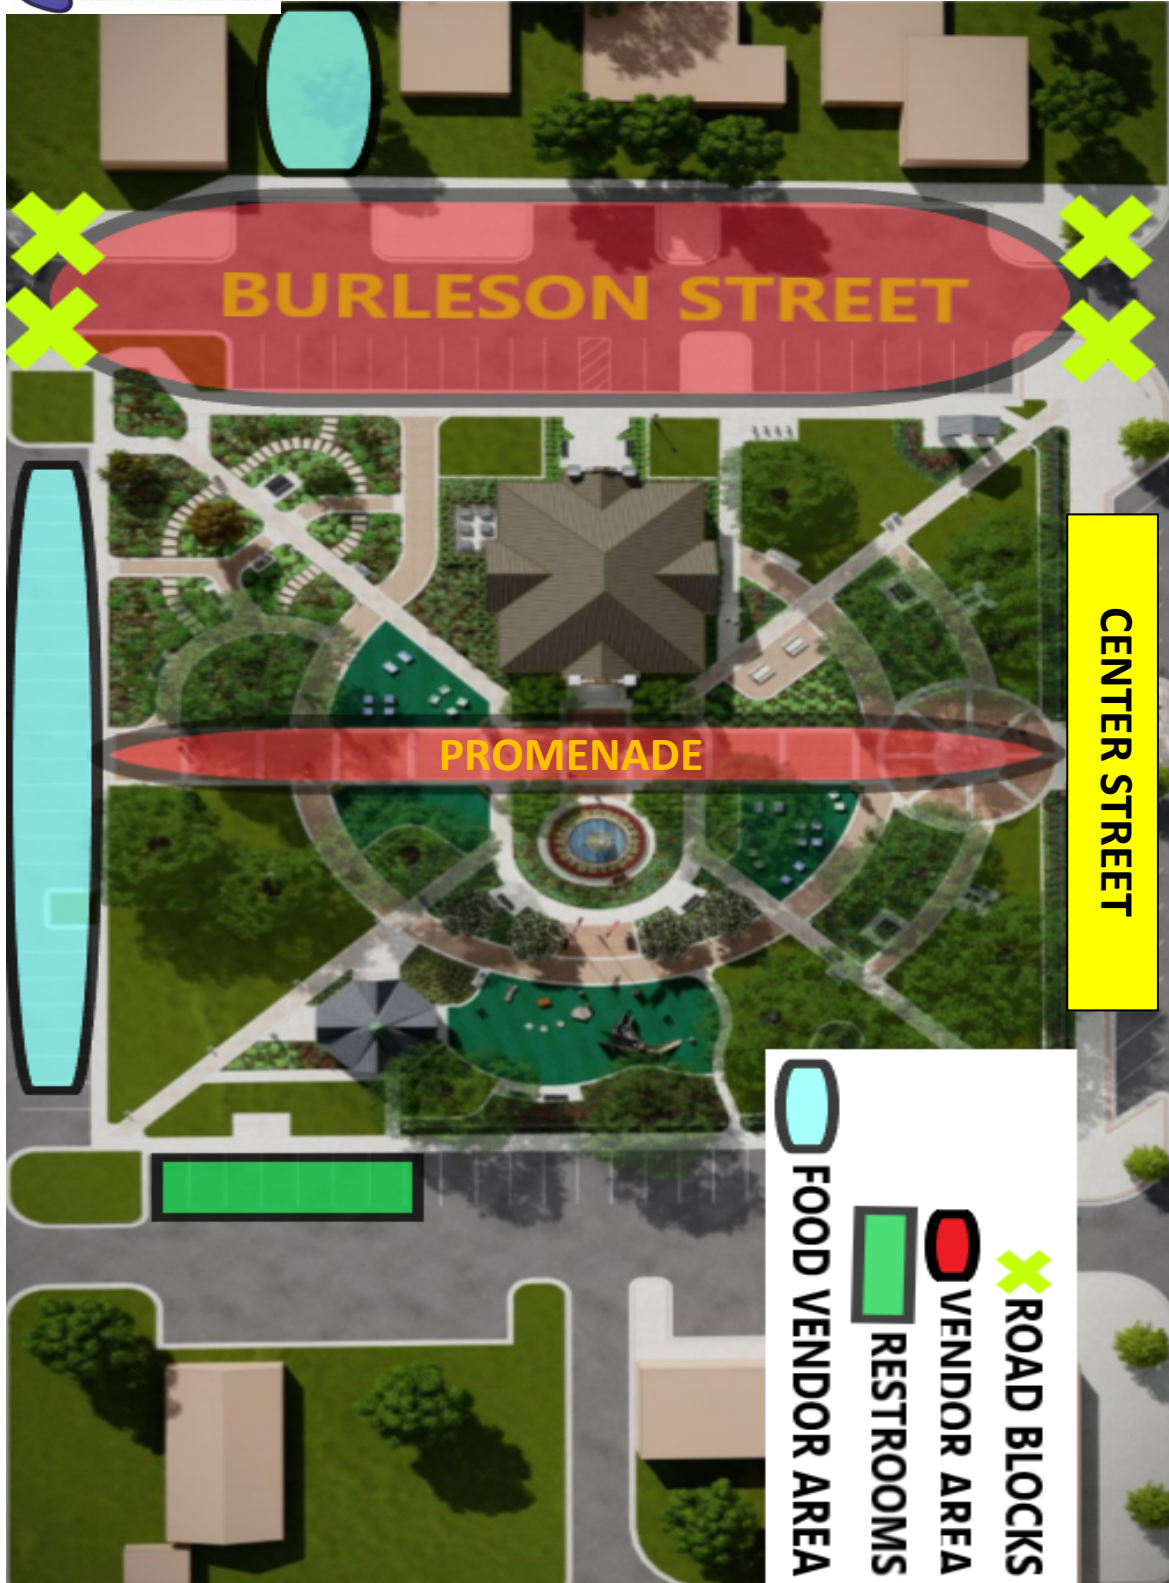 BURLESON STREET
PROMENADE
CENTER STREET
ROAD BLOCKS
VENDOR AREA
RESTROOMS
FOOD VENDOR AREA